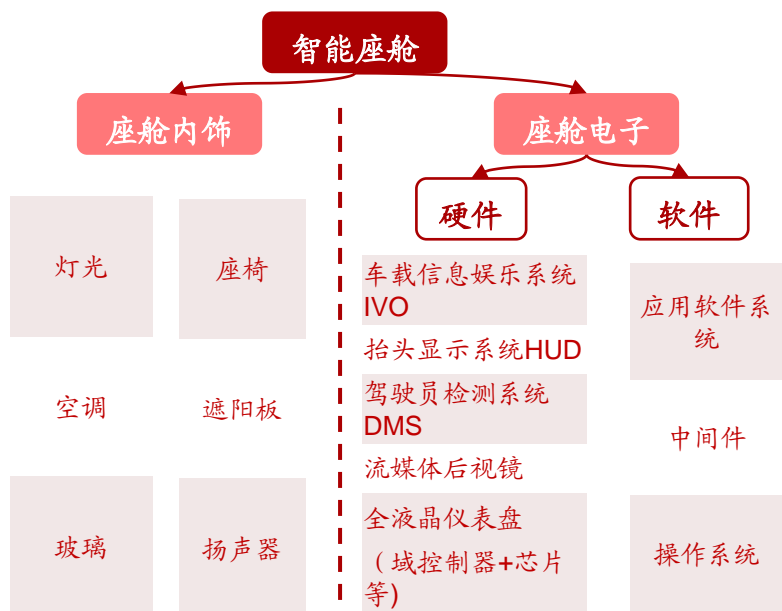 智能座舱
座舱内饰
座舱电子
硬件
软件
灯光
座椅
空调
遮阳板
玻璃
扬声器
车载信息娱乐系统
IVO
抬头显示系统HUD
驾驶员检测系统
DMS
流媒体后视镜
全液晶仪表盘
（域控制器+芯片
等)
应用软件系
统
中间件
操作系统